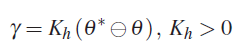 γ = K_h (θ* ⊖ θ), K_h > 0